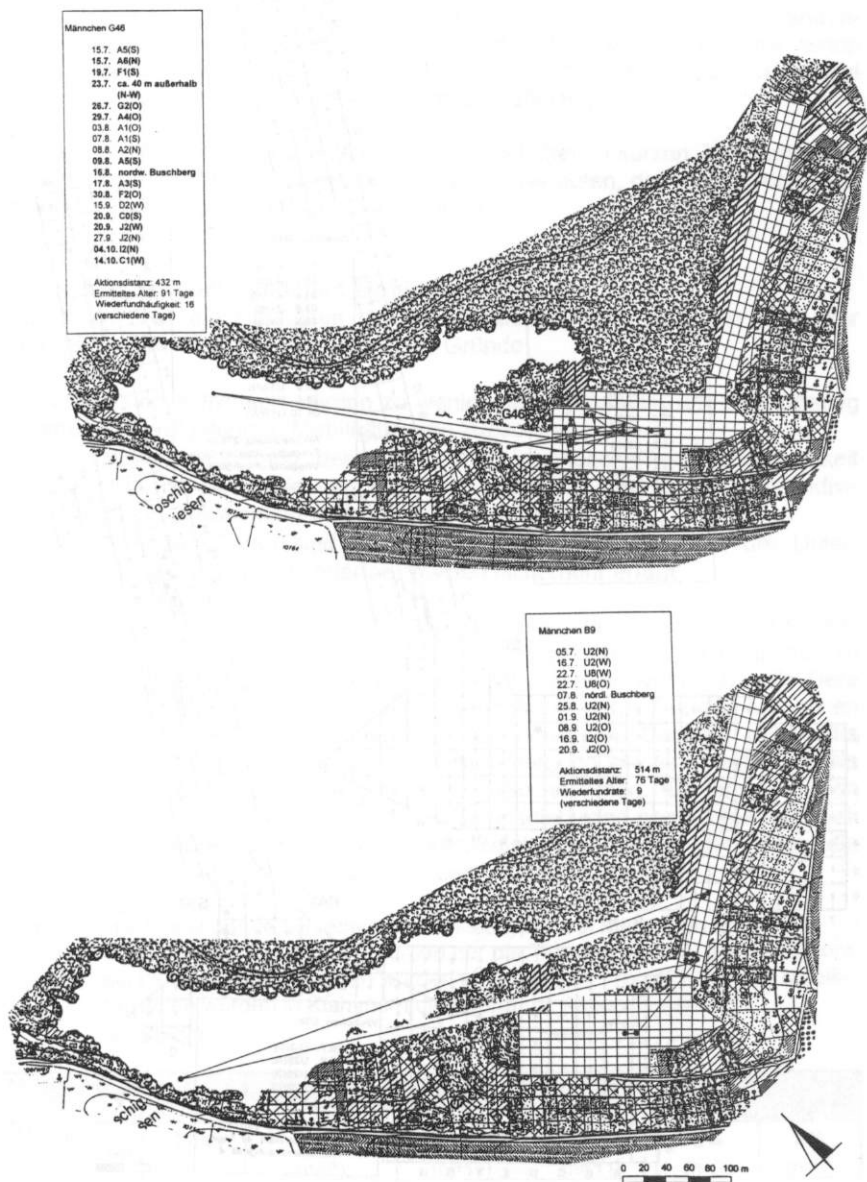 Männchen G46
15.7. A5(S)
15.7. A6(N)
19.7. F1(S)
23.7. ca. 40 m außerhalb
(N-W)
26.7. G2(O)
29.7. A4(O)
03.8. A1(O)
07.8. A1(S)
08.8. A2(N)
09.8. A5(S)
16.8. nordw. Buschberg
17.8. A3(S)
30.8. F2(O)
15.9. D2(W)
20.9. C0(S)
20.9. J2(W)
27.9. J2(N)
04.10. I2(N)
14.10. C1(W)
Aktionsdistanz: 432 m
Ermitteltes Alter: 91 Tage
Wiederfundhäufigkeit: 16
(verschiedene Tage)
G46
oschig
iesen
Männchen B9
05.7. U2(N)
16.7. U2(W)
22.7. U8(W)
22.7. U8(O)
07.8. nördl. Buschberg
25.8. U2(N)
01.9. U2(N)
08.9. U2(O)
16.9. I2(O)
20.9. J2(O)
Aktionsdistanz: 514 m
Ermitteltes Alter: 76 Tage
Wiederfundrate: 9
(verschiedene Tage)
schig
sen
0 20 40 60 80 100 m